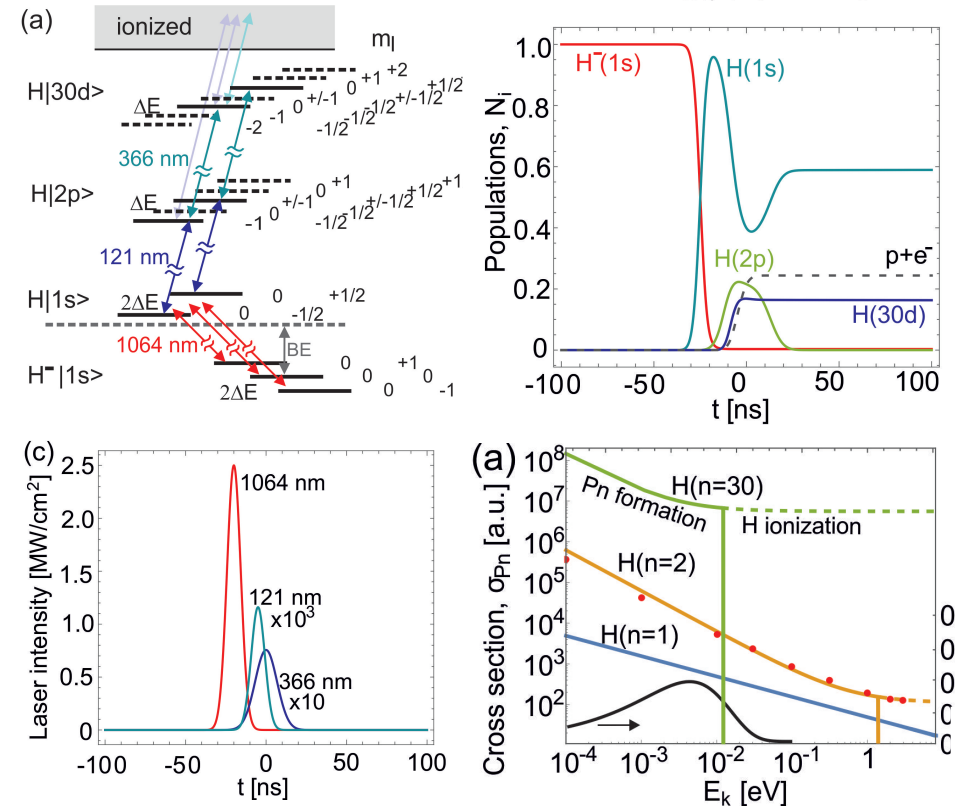 (a)
ionized
m_l
H|30d>
ΔE
0 +1 +2
-2 -1 0 +/-1
-1/2 -1/2 -1/2 +/-1/2 +1/2
366 nm
H|2p>
ΔE
0 +1
-1 0 +/-1
-1/2 -1/2 +/-1/2 +1/2 +1
121 nm
H|1s>
2ΔE
0 0
-1/2 +1/2
1064 nm
BE
H⁻|1s>
2ΔE
0 +1
0 0 0
0 -1
Populations, N_i
1.0
0.8
0.6
0.4
0.2
0
H⁻(1s)
H(1s)
H(2p)
p+e⁻
H(30d)
-100 -50 0 50 100
t [ns]
(c)
Laser intensity [MW/cm²]
2.5
2.0
1.5
1.0
0.5
0
1064 nm
121 nm
x10³
366 nm
x10
-100 -50 0 50 100
t [ns]
(a)
Cross section, σ_Pn [a.u.]
10⁸
10⁷
10⁶
10⁵
10⁴
10³
10²
H(n=30)
Pn formation
H ionization
H(n=2)
H(n=1)
10⁻⁴ 10⁻³ 10⁻² 10⁻¹ 1
E_k [eV]
0
0
0
0
0